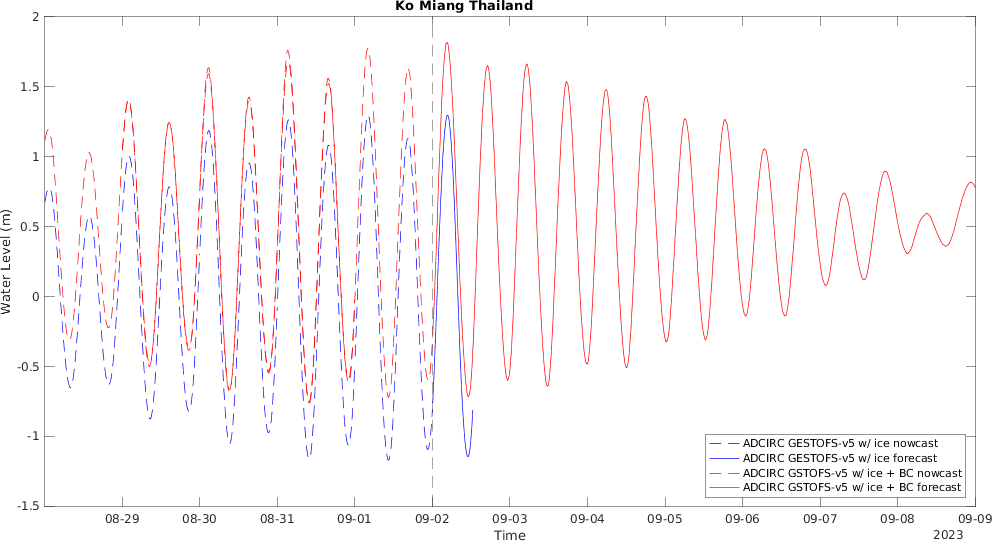 Ko Miang Thailand
2
1.5
1
0.5
0
-0.5
-1
-1.5
Water Level (m)
08-29 08-30 08-31 09-01 09-02 09-03 09-04 09-05 09-06 09-07 09-08 09-09
Time
2023
ADCIRC GESTOFS-v5 w/ ice nowcast
ADCIRC GESTOFS-v5 w/ ice forecast
ADCIRC GSTOFS-v5 w/ ice + BC nowcast
ADCIRC GSTOFS-v5 w/ ice + BC forecast